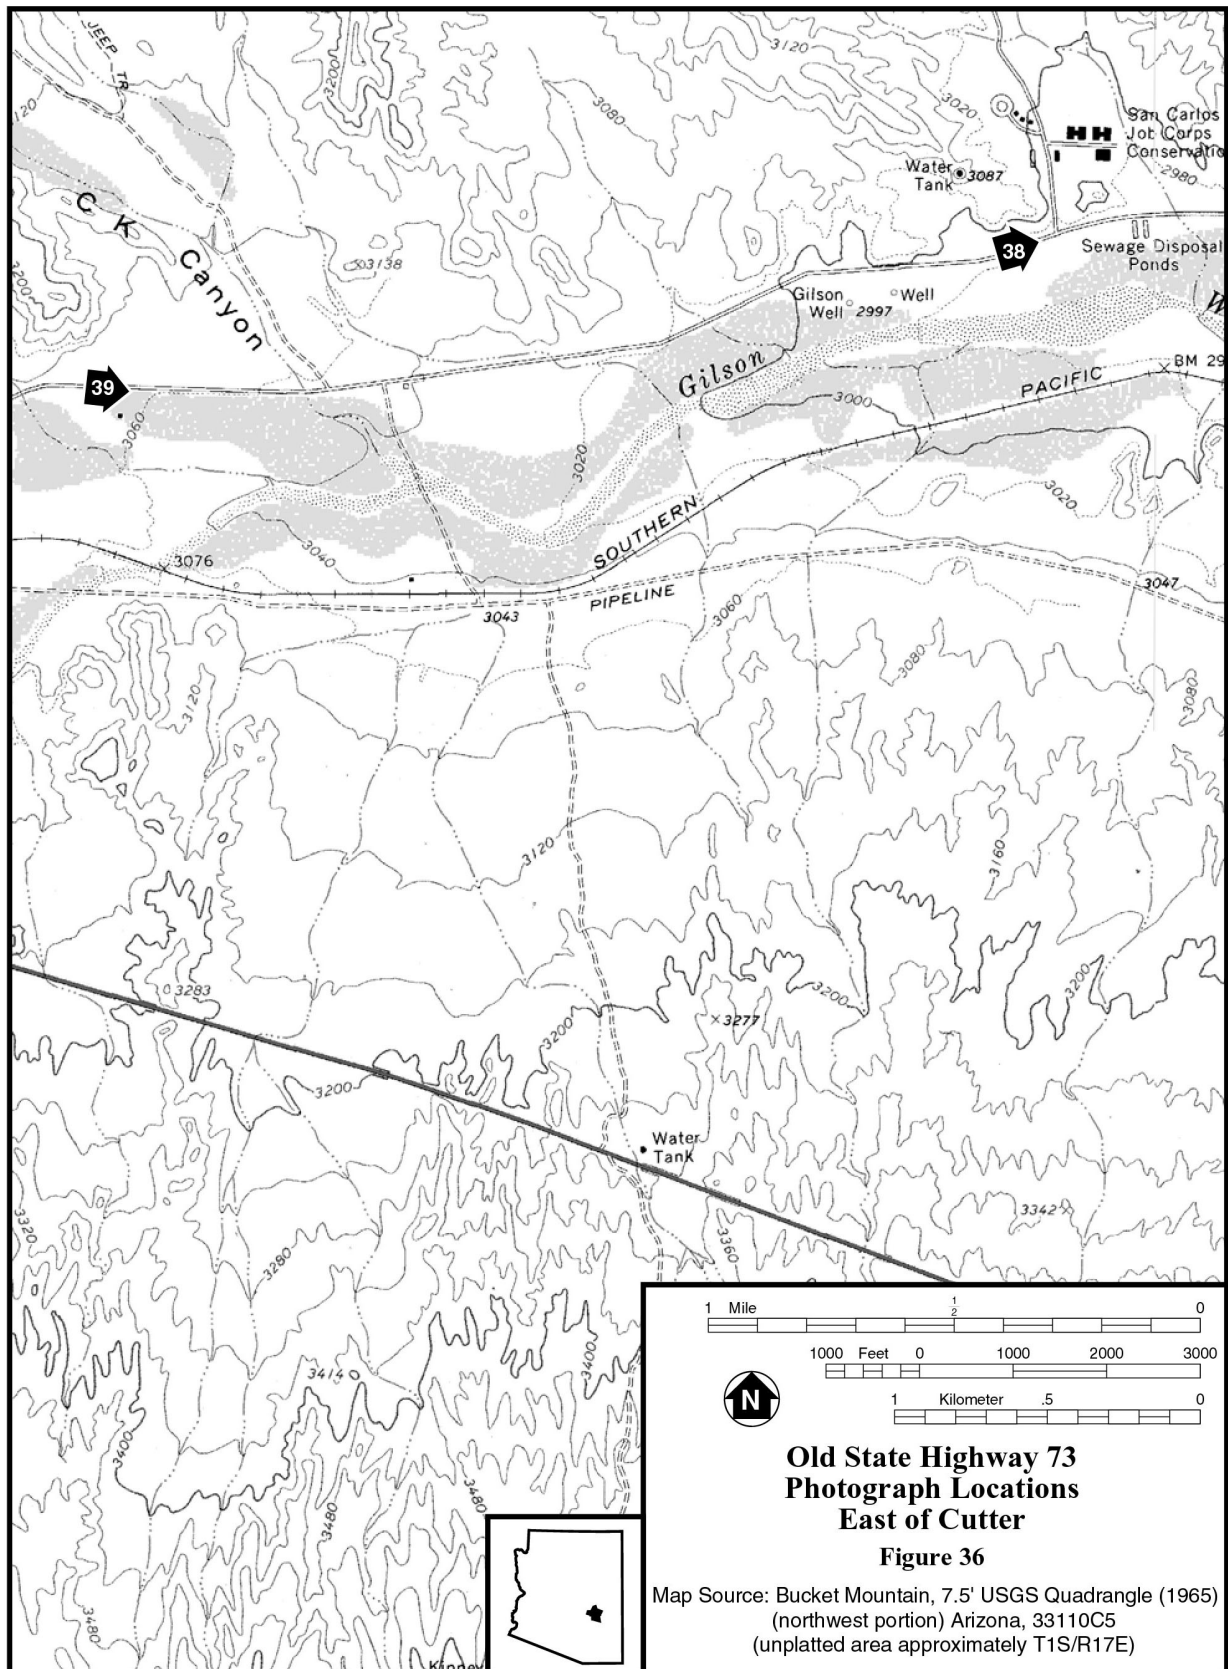 JEEP TR
3200
3120
3080
3020
120
San Carlos
Job Corps
Conservatio
2980
Water
Tank
3087
C K Canyon
3200
3138
38
Sewage Disposal
Ponds
Gilson
Well
2997
Well
W
Gilson
BM 29
PACIFIC
39
3060
3000
3020
3020
SOUTHERN
3040
3076
3047
PIPELINE
3043
3060
3080
3120
3080
3120
3160
3283
3200
3200
3277
3200
3200
Water
Tank
3342
3320
3280
3360
3414
3400
3400
3480
3480
3480
Kinney
1 Mile 1/2 0
1000 Feet 0 1000 2000 3000
1 Kilometer .5 0
N
Old State Highway 73
Photograph Locations
East of Cutter
Figure 36
Map Source: Bucket Mountain, 7.5' USGS Quadrangle (1965)
(northwest portion) Arizona, 33110C5
(unplatted area approximately T1S/R17E)